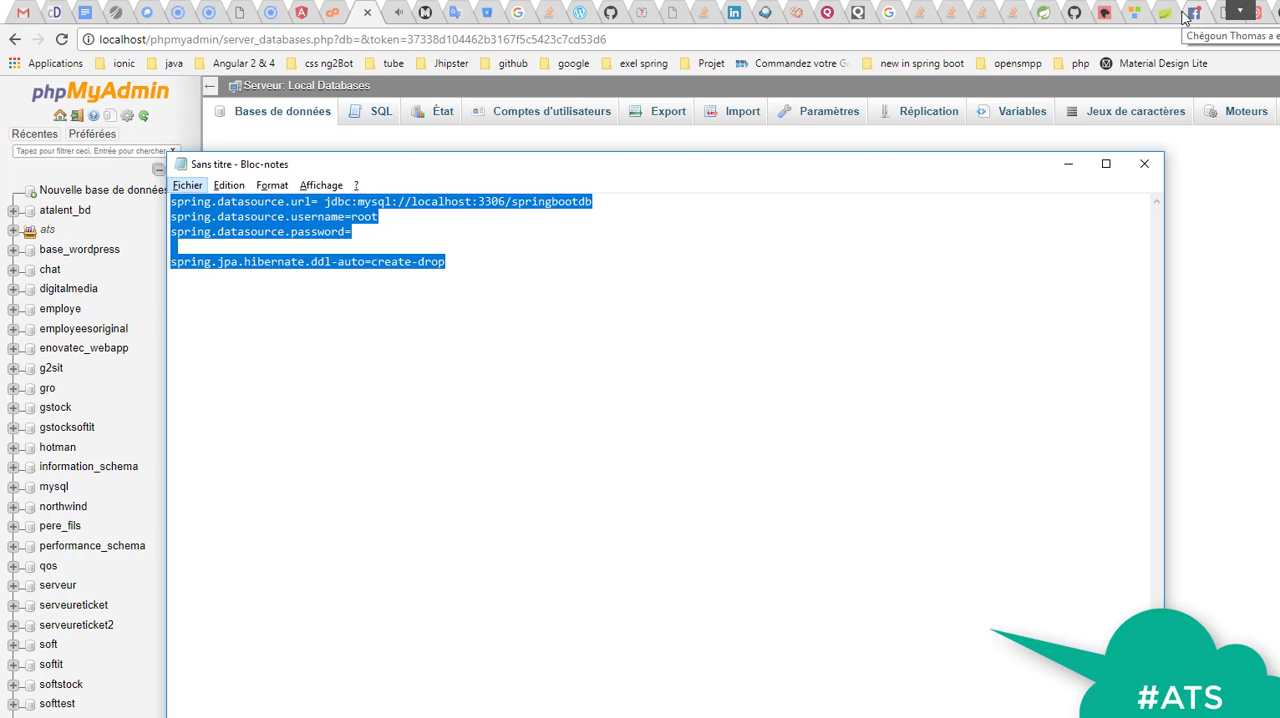 localhost/phpmyadmin/server_databases.php?db=&token=37338d104462b3167f5c5423c7cd53d6
Chégoun Thomas a e
Applications ionic java Angular 2 & 4 css ng2Bot tube Jhipster github google exel spring Projet Commandez votre Ge new in spring boot opensmpp php Material Design Lite
phpMyAdmin
Serveur: Local Databases
Bases de données SQL État Comptes d'utilisateurs Export Import Paramètres Réplication Variables Jeux de caractères Moteurs
Récentes Préférées
Tapez pour filtrer ceci, Entrée pour chercher X
Sans titre - Bloc-notes
Fichier Edition Format Affichage ?
spring.datasource.url= jdbc:mysql://localhost:3306/springbootdb
spring.datasource.username=root
spring.datasource.password=
spring.jpa.hibernate.ddl-auto=create-drop
Nouvelle base de données
atalent_bd
ats
base_wordpress
chat
digitalmedia
employe
employeesoriginal
enovatec_webapp
g2sit
gro
gstock
gstocksoftit
hotman
information_schema
mysql
northwind
pere_fils
performance_schema
qos
serveur
serveureticket
serveureticket2
soft
softit
softstock
softtest
#ATS